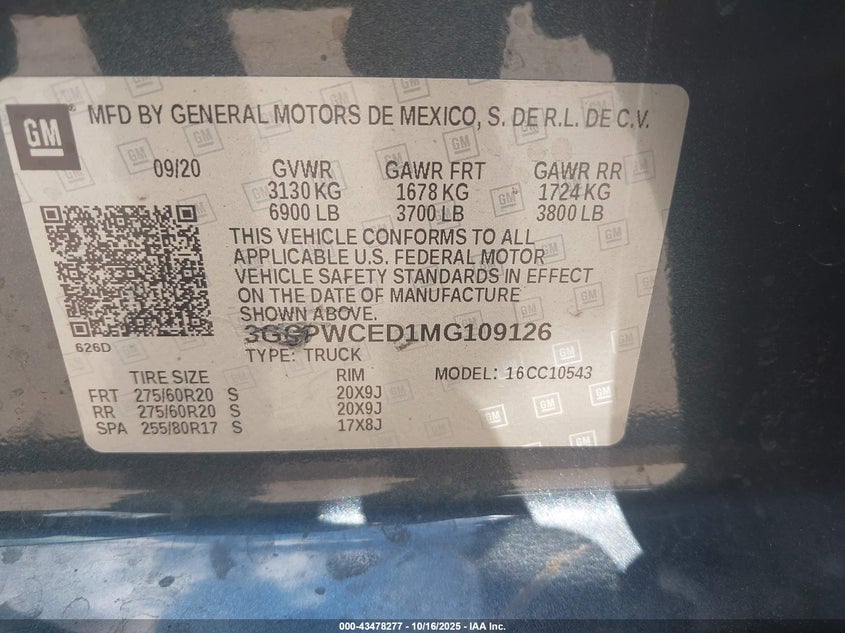 GM
MFD BY GENERAL MOTORS DE MEXICO, S. DE R.L. DE C.V.
09/20 GVWR GAWR FRT GAWR RR
3130 KG 1678 KG 1724 KG
6900 LB 3700 LB 3800 LB
THIS VEHICLE CONFORMS TO ALL
APPLICABLE U.S. FEDERAL MOTOR
VEHICLE SAFETY STANDARDS IN EFFECT
ON THE DATE OF MANUFACTURE
SHOWN ABOVE.
626D
TYPE: TRUCK MODEL: 16CC10543
TIRE SIZE RIM
FRT 275/60R20 S 20X9J
RR 275/60R20 S 20X9J
SPA 255/80R17 S 17X8J
000-43478277 - 10/16/2025 - IAA Inc.